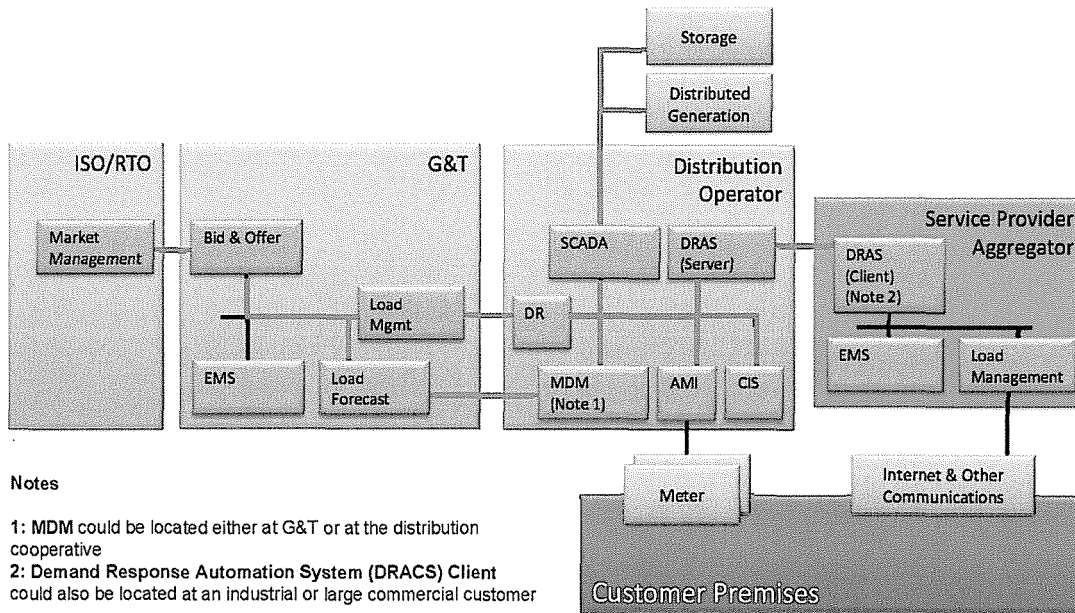 Storage
Distributed
Generation
ISO/RTO
G&T
Distribution
Operator
Service Provider
Aggregator
Market
Management
Bid & Offer
SCADA
DRAS
(Server)
DRAS
(Client)
(Note 2)
Load
Mgmt
DR
EMS
Load
Forecast
MDM
(Note 1)
AMI
CIS
EMS
Load
Management
Meter
Internet & Other
Communications
Notes
1: MDM could be located either at G&T or at the distribution
cooperative
2: Demand Response Automation System (DRACS) Client
could also be located at an industrial or large commercial customer
Customer Premises